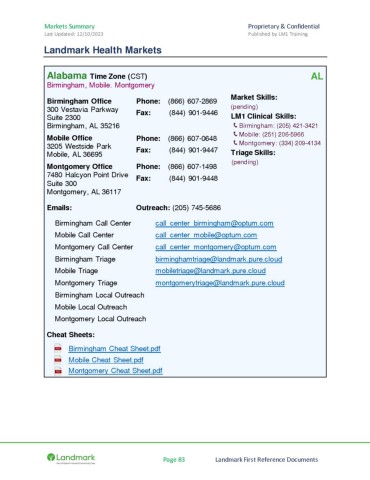 Markets Summary Proprietary & Confidential
Last Updated: 12/10/2023 Published by LM1 Training
Landmark Health Markets
Alabama Time Zone (CST) AL
Birmingham, Mobile. Montgomery
Birmingham Office Phone: (866) 607-2869
300 Vestavia Parkway Fax: (844) 901-9446
Suite 2300
Birmingham, AL 35216
Mobile Office Phone: (866) 607-0648
3205 Westside Park Fax: (844) 901-9447
Mobile, AL 36695
Montgomery Office Phone: (866) 607-1498
7480 Halcyon Point Drive Fax: (844) 901-9448
Suite 300
Montgomery, AL 36117
Market Skills:
(pending)
LM1 Clinical Skills:
Birmingham: (205) 421-3421
Mobile: (251) 206-5966
Montgomery: (334) 209-4134
Triage Skills:
(pending)
Emails: Outreach: (205) 745-5686
Birmingham Call Center call_center_birmingham@optum.com
Mobile Call Center call_center_mobile@optum.com
Montgomery Call Center call_center_montgomery@optum.com
Birmingham Triage birminghamtriage@landmark.pure.cloud
Mobile Triage mobiletriage@landmark.pure.cloud
Montgomery Triage montgomerytriage@landmark.pure.cloud
Birmingham Local Outreach
Mobile Local Outreach
Montgomery Local Outreach
Cheat Sheets:
Birmingham Cheat Sheet.pdf
Mobile Cheat Sheet.pdf
Montgomery Cheat Sheet.pdf
Landmark Page 83 Landmark First Reference Documents